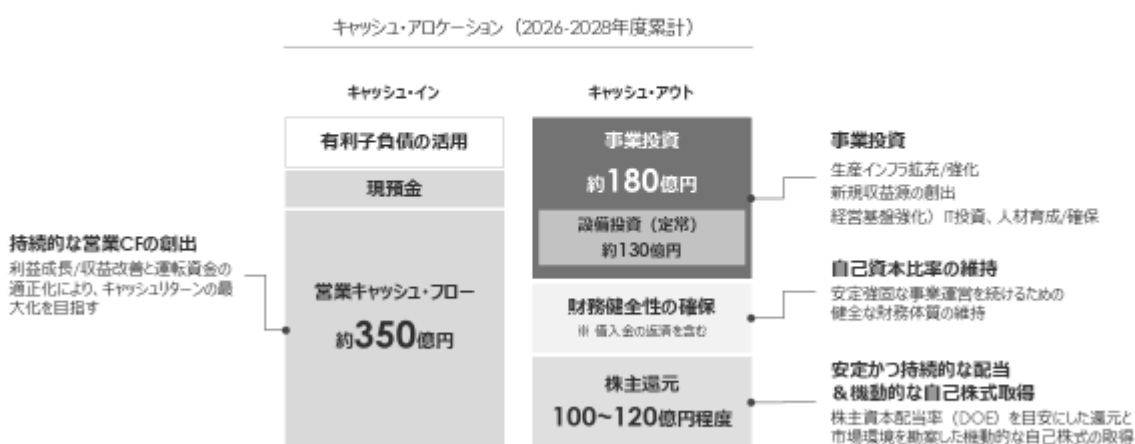 キャッシュ・アロケーション（2026-2028年度累計）
キャッシュ・イン
キャッシュ・アウト
有利子負債の活用
現預金
営業キャッシュ・フロー
約350億円
持続的な営業CFの創出
利益成長/収益改善と運転資金の
適正化により、キャッシュリターンの最
大化を目指す
事業投資
約180億円
設備投資（定常）
約130億円
財務健全性の確保
※ 借入金の返済を含む
株主還元
100~120億円程度
事業投資
生産インフラ拡充/強化
新規収益源の創出
経営基盤強化）IT投資、人材育成/確保
自己資本比率の維持
安定強固な事業運営を続けるための
健全な財務体質の維持
安定かつ持続的な配当
＆機動的な自己株式取得
株主資本配当率（DOE）を目安にした還元と
市場環境を勘案した機動的な自己株式の取得